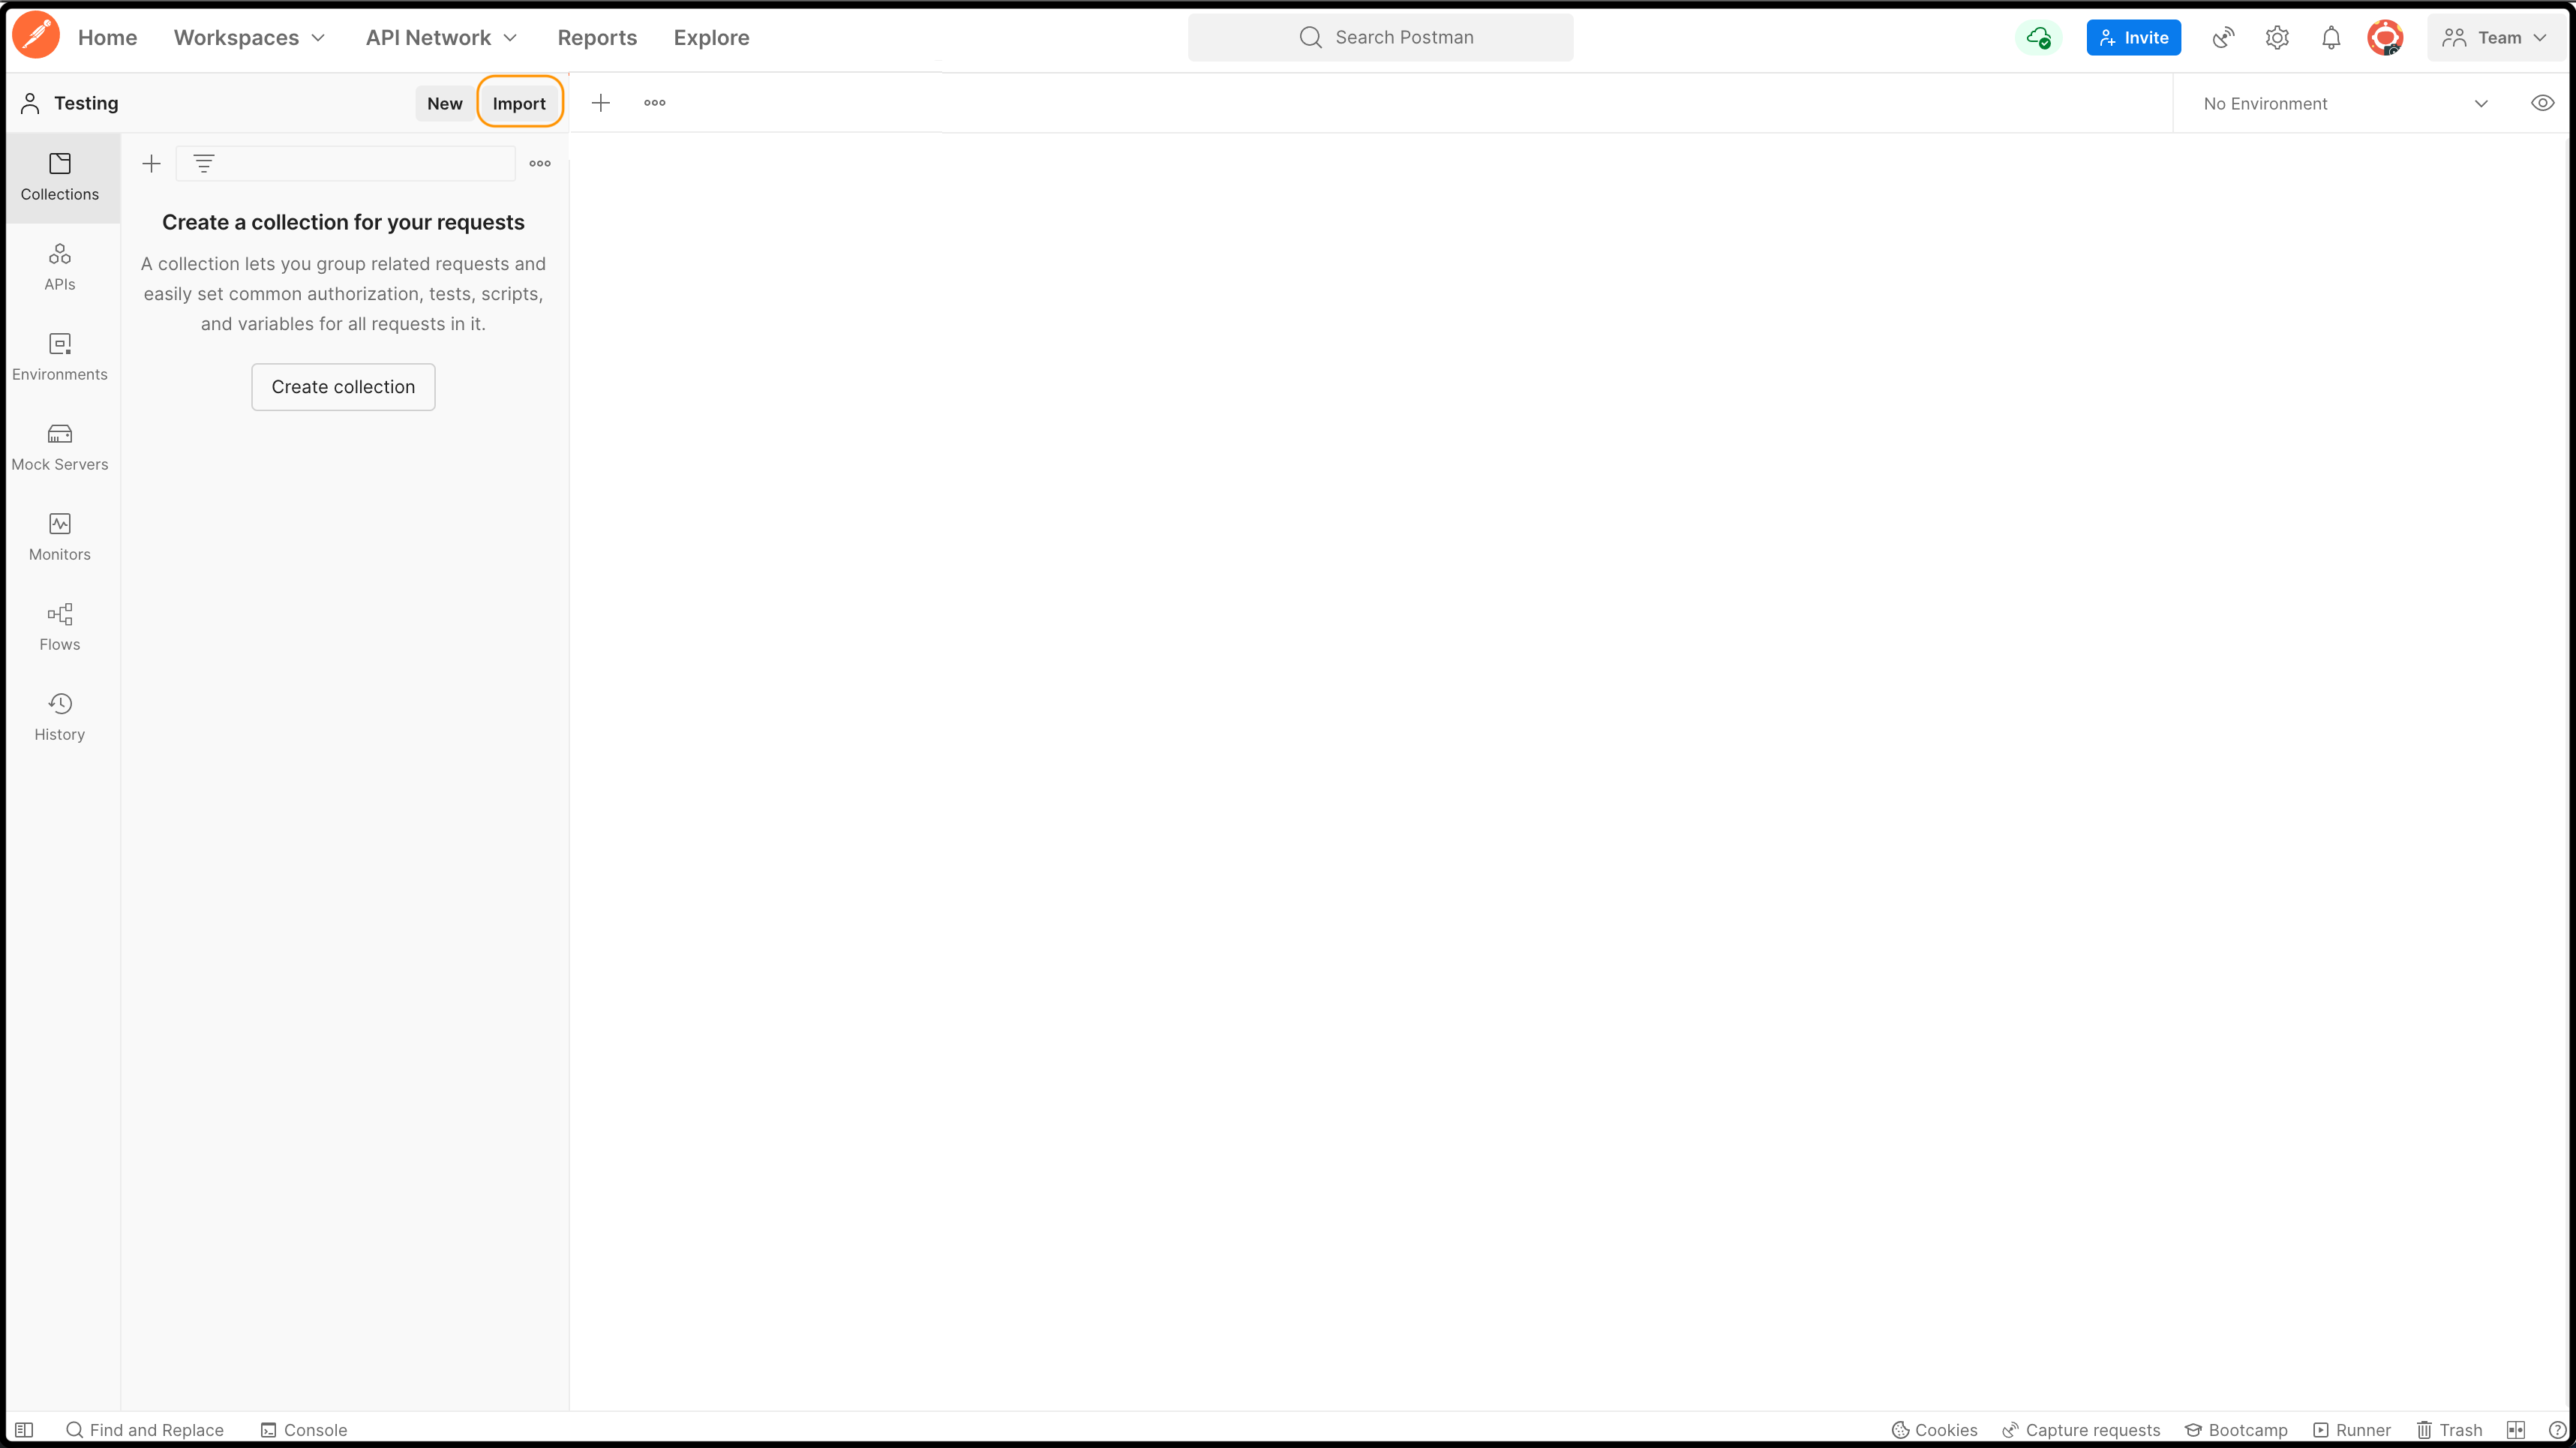 Home Workspaces API Network Reports Explore Search Postman Invite Team
Testing New Import No Environment
Collections
APIs
Environments
Mock Servers
Monitors
Flows
History
Create a collection for your requests
A collection lets you group related requests and
easily set common authorization, tests, scripts,
and variables for all requests in it.
Create collection
Find and Replace Console Cookies Capture requests Bootcamp Runner Trash